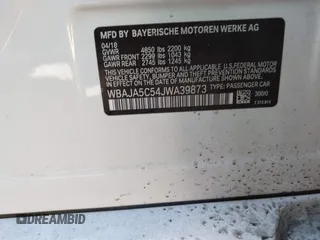 MFD BY BAYERISCHE MOTOREN WERKE AG
04/18
GVWR 4850 lbs 2200 kg
GAWR FRONT 2299 lbs 1043 kg
GAWR REAR 2745 lbs 1245 kg
THIS VEHICLE CONFORMS TO ALL APPLICABLE
U.S. FEDERAL MOTOR
VEHICLE SAFETY, BUMPER, AND THEFT
PREVENTION STANDARDS IN EFFECT ON THE
DATE OF MANUFACTURE SHOWN ABOVE.
WBAJA5C54JWA39873 TYPE: PASSENGER CAR
300/0
DREAMBID